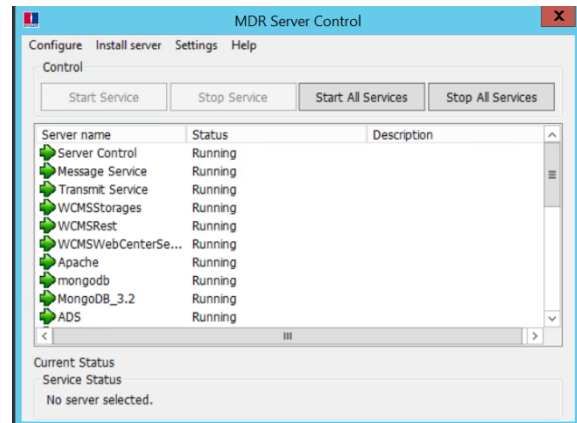 MDR Server Control
x
Configure Install server Settings Help
Control
Start Service Stop Service Start All Services Stop All Services
Server name Status Description
Server Control Running
Message Service Running
Transmit Service Running
WCMSStorages Running
WCMSRest Running
WCMSWebCenterSe... Running
Apache Running
mongodb Running
MongoDB_3.2 Running
ADS Running
Current Status
Service Status
No server selected.